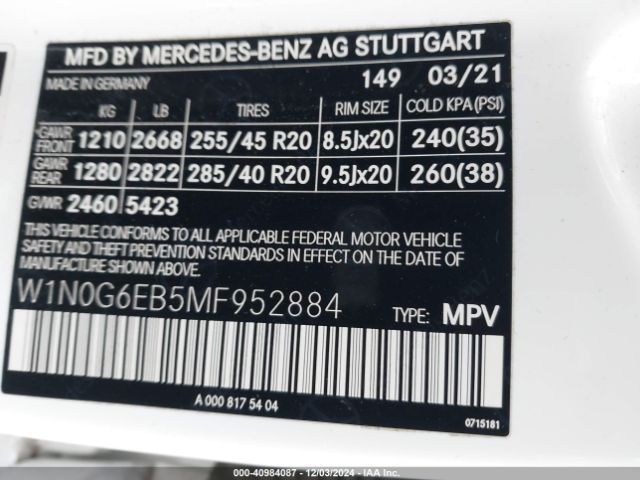 MFD BY MERCEDES-BENZ AG STUTTGART
MADE IN GERMANY 149 03/21
KG LB TIRES RIM SIZE COLD KPA(PSI)
GAWR FRONT 1210 2668 255/45 R20 8.5Jx20 240(35)
GAWR REAR 1280 2822 285/40 R20 9.5Jx20 260(38)
GVWR 2460 5423
THIS VEHICLE CONFORMS TO ALL APPLICABLE FEDERAL MOTOR VEHICLE
SAFETY AND THEFT PREVENTION STANDARDS IN EFFECT ON THE DATE
OF MANUFACTURE SHOWN ABOVE.
W1N0G6EB5MF952884 TYPE: MPV
A 000 817 54 04
0715181
000-40984087 - 12/03/2024 - IAA Inc.